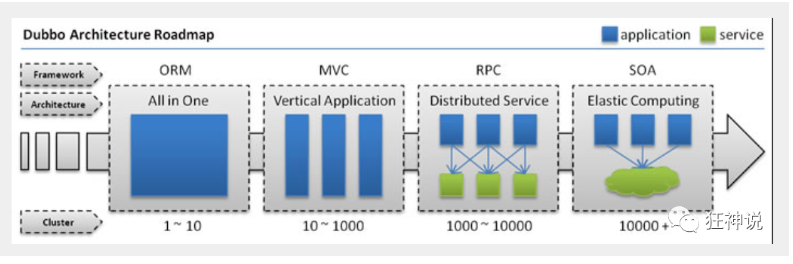 Dubbo Architecture Roadmap
application
service
Framework
ORM
MVC
RPC
SOA
Architecture
All in One
Vertical Application
Distributed Service
Elastic Computing
Cluster
1 ~ 10
10 ~ 1000
1000 ~ 10000
10000 +
狂神说